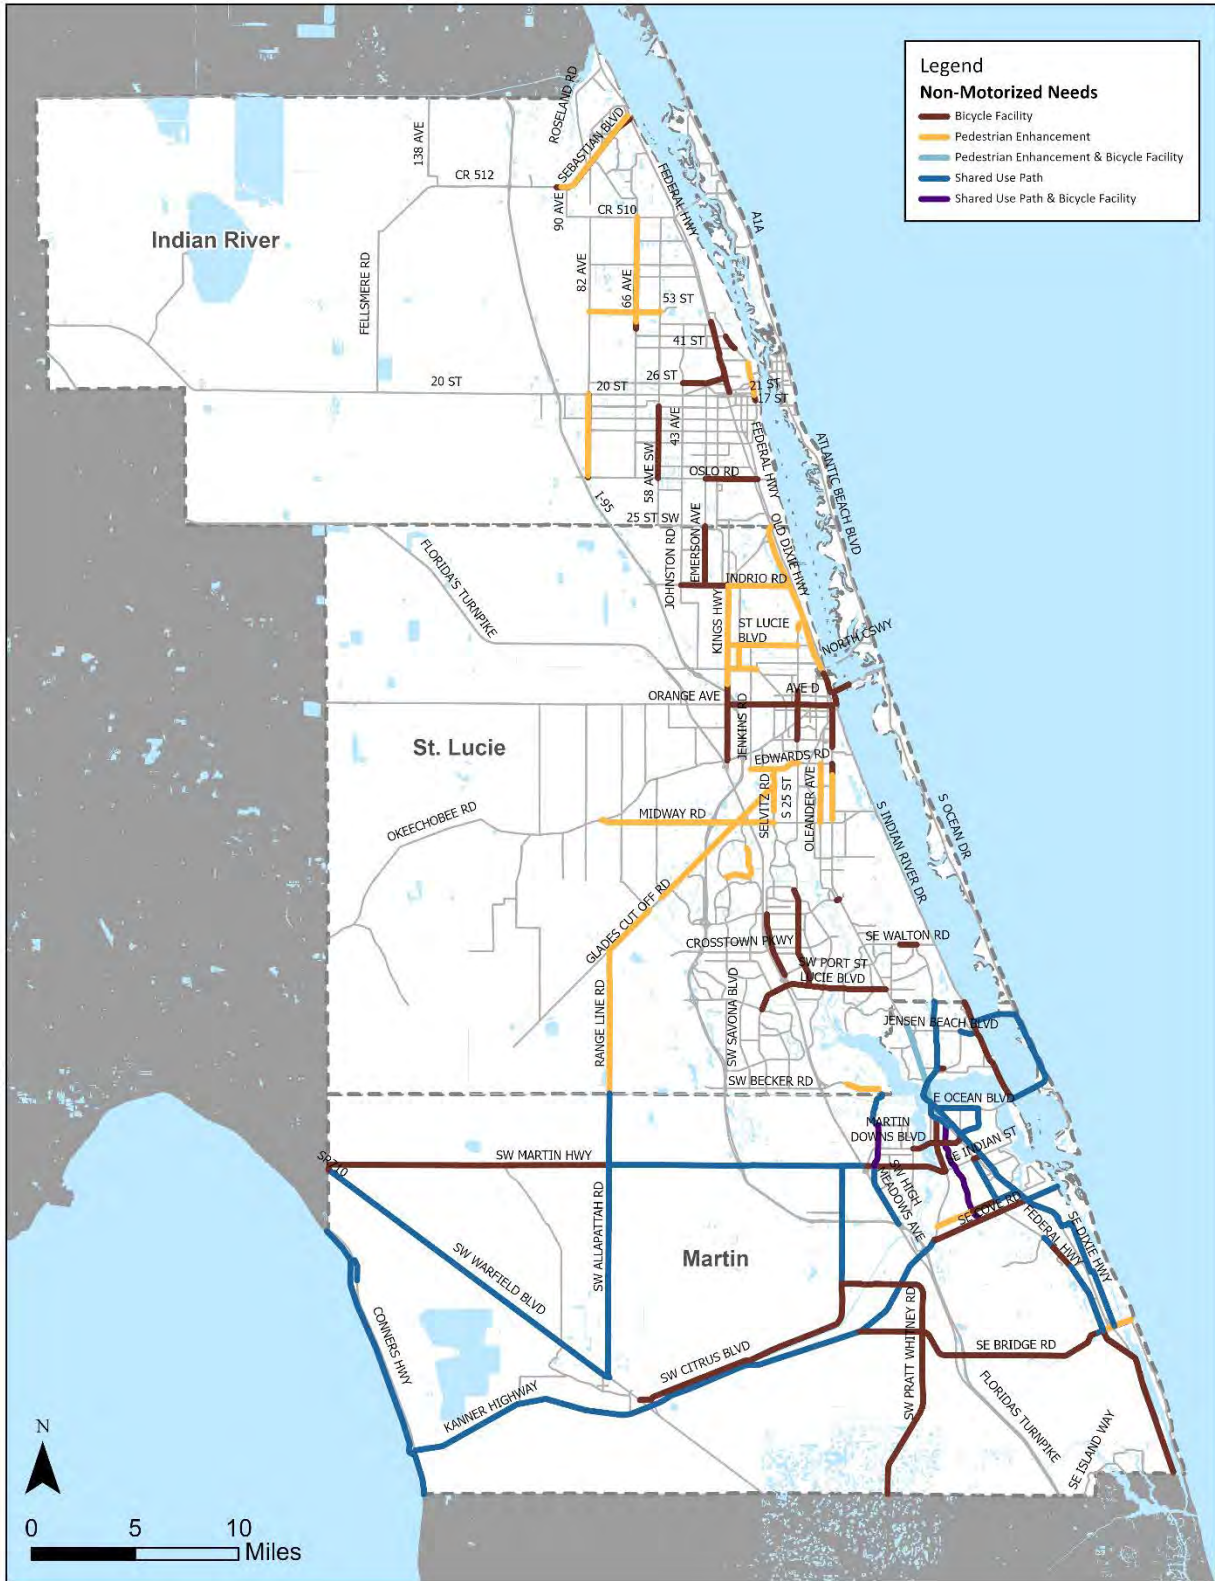 Legend
Non-Motorized Needs
Bicycle Facility
Pedestrian Enhancement
Pedestrian Enhancement & Bicycle Facility
Shared Use Path
Shared Use Path & Bicycle Facility
ROSELAND RD
138 AVE
SEBASTIAN BLVD
CR 512
FEDERAL HWY
90 AVE
CR 510
A1A
Indian River
82 AVE
FELLSMERE RD
66 AVE
53 ST
41 ST
26 ST
20 ST
20 ST
21 ST
17 ST
43 AVE
FEDERAL HWY
ATLANTIC BEACH BLVD
58 AVE SW
OSLO RD
I-95
25 ST SW
OLD DIXIE HWY
EMERSON AVE
JOHNSTON RD
FLORIDA'S TURNPIKE
INDRIO RD
KINGS HWY
ST LUCIE
BLVD
NORTH CSWY
ORANGE AVE
AVE D
JENKINS RD
St. Lucie
EDWARDS RD
SELVITZ RD
S 25 ST
OLEANDER AVE
MIDWAY RD
OKEECHOBEE RD
S INDIAN RIVER DR
S OCEAN DR
GLADES CUT OFF RD
CROSSTOWN PKWY
SE WALTON RD
SW PORT ST
LUCIE BLVD
SW SAVONA BLVD
RANGE LINE RD
JENSEN BEACH BLVD
SW BECKER RD
E OCEAN BLVD
MARTIN
DOWNS BLVD
SE INDIAN ST
SW MARTIN HWY
SR710
SW HIGH
MEADOWS AVE
SW ALLAPATTAH RD
SE COVE RD
FEDERAL HWY
SE DIXIE HWY
Martin
SW WARFIELD BLVD
CONNERS HWY
SW PRATT WHITNEY RD
SE BRIDGE RD
SW CITRUS BLVD
KANNER HIGHWAY
FLORIDAS TURNPIKE
SE ISLAND WAY
N
0 5 10
Miles